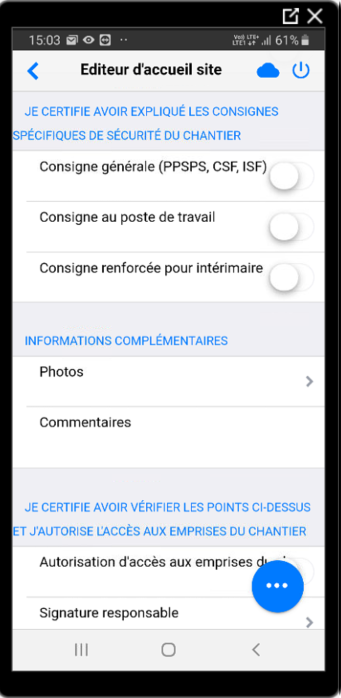 15:03
Vo)) LTE+
LTE1
61%
Editeur d'accueil site
JE CERTIFIE AVOIR EXPLIQUÉ LES CONSIGNES
SPÉCIFIQUES DE SÉCURITÉ DU CHANTIER
Consigne générale (PPSPS, CSF, ISF)
Consigne au poste de travail
Consigne renforcée pour intérimaire
INFORMATIONS COMPLÉMENTAIRES
Photos
Commentaires
JE CERTIFIE AVOIR VÉRIFIER LES POINTS CI-DESSUS
ET J'AUTORISE L'ACCÈS AUX EMPRISES DU CHANTIER
Autorisation d'accès aux emprises
Signature responsable